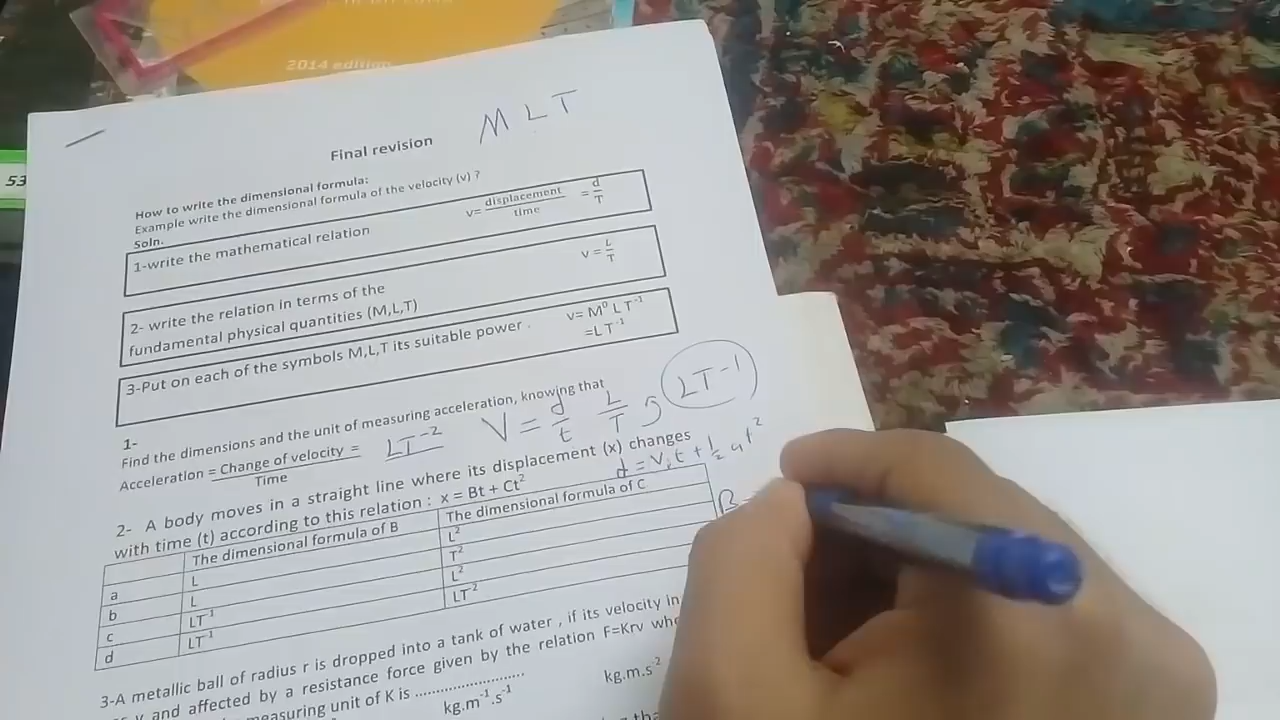 2014 edition
53
M L T
Final revision
How to write the dimensional formula:
Example write the dimensional formula of the velocity (v) ?
Soln.
1-write the mathematical relation
v= displacement / time = d / T
2- write the relation in terms of the
fundamental physical quantities (M,L,T)
v = L / T
3-Put on each of the symbols M,L,T its suitable power .
v= M⁰ L T⁻¹
=LT⁻¹
1-
Find the dimensions and the unit of measuring acceleration, knowing that
Acceleration = Change of velocity / Time = LT⁻²
V = d / t L / T LT⁻¹
2- A body moves in a straight line where its displacement (x) changes
with time (t) according to this relation : x = Bt + Ct²
d = Vᵢt + ½ at²
The dimensional formula of B The dimensional formula of C
a L L²
b L T²
c LT⁻¹ L²
d LT⁻¹ LT⁻²
B =
3-A metallic ball of radius r is dropped into a tank of water , if its velocity in
v and affected by a resistance force given by the relation F=Krv
measuring unit of K is ........................
kg.m⁻¹.s⁻¹ kg.m.s⁻²